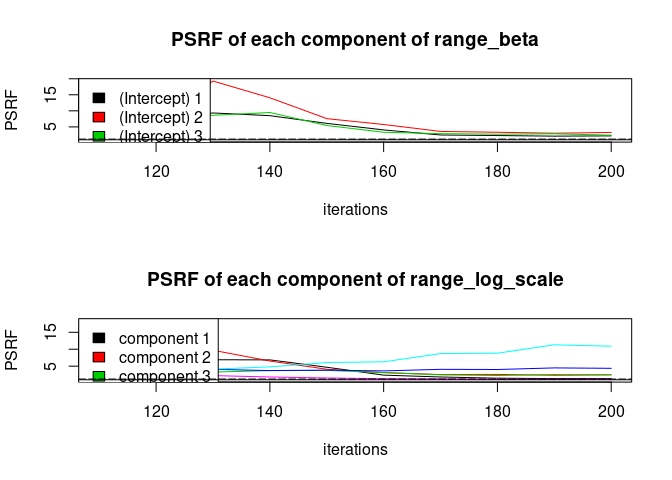 PSRF of each component of range_beta
PSRF
15
5
(Intercept) 1
(Intercept) 2
(Intercept) 3
120 140 160 180 200
iterations
PSRF of each component of range_log_scale
PSRF
15
5
component 1
component 2
component 3
120 140 160 180 200
iterations